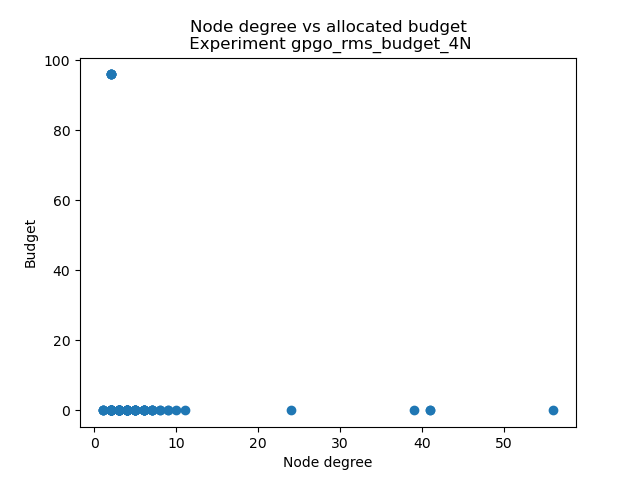 Node degree vs allocated budget
Experiment gpgo_rms_budget_4N
100
80
60
40
20
0
Budget
0 10 20 30 40 50
Node degree